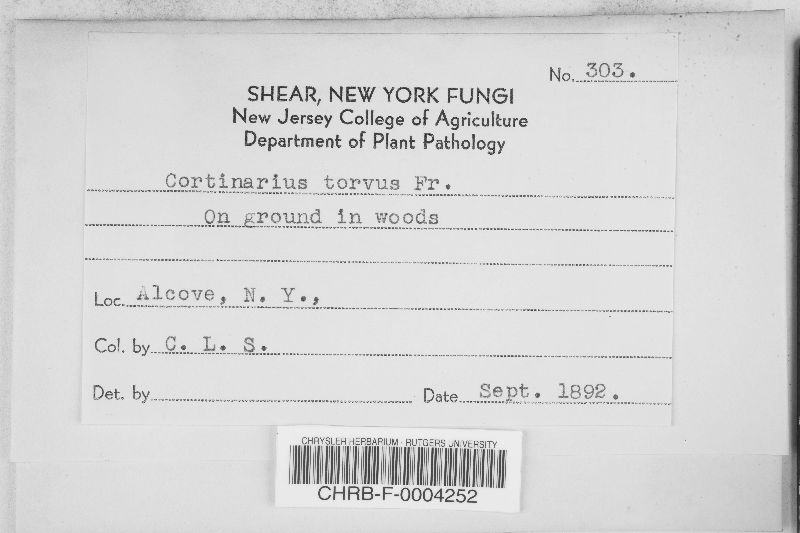 No. 303.
SHEAR, NEW YORK FUNGI
New Jersey College of Agriculture
Department of Plant Pathology
Cortinarius torvus Fr.
On ground in woods
Loc. Alcove, N. Y.,
Col. by C. L. S.
Det. by
Date Sept. 1892.
CHRYSLER HERBARIUM - RUTGERS UNIVERSITY
CHRB-F-0004252